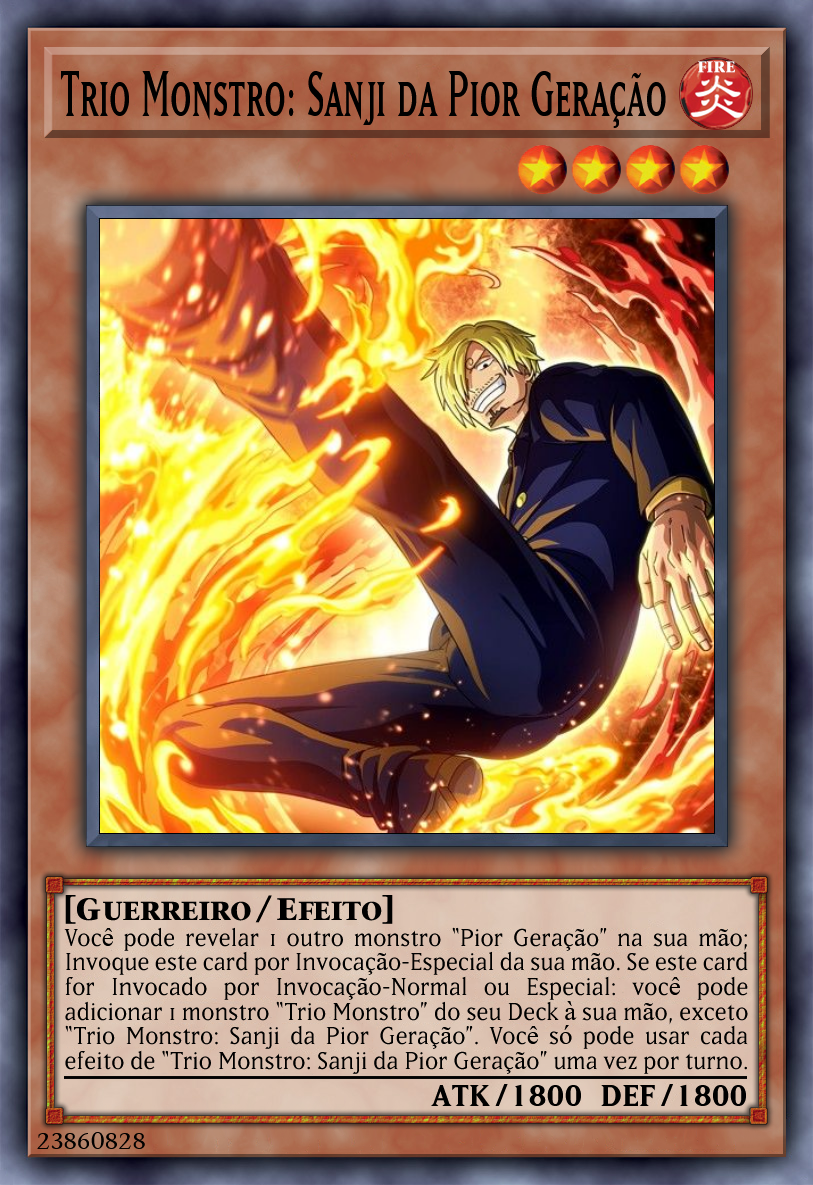 Trio Monstro: Sanji da Pior Geração
FIRE
炎
[Guerreiro / Efeito]
Você pode revelar 1 outro monstro "Pior Geração" na sua mão;
Invoque este card por Invocação-Especial da sua mão. Se este card
for Invocado por Invocação-Normal ou Especial: você pode
adicionar 1 monstro "Trio Monstro" do seu Deck à sua mão, exceto
"Trio Monstro: Sanji da Pior Geração". Você só pode usar cada
efeito de "Trio Monstro: Sanji da Pior Geração" uma vez por turno.
ATK / 1800 DEF / 1800
23860828